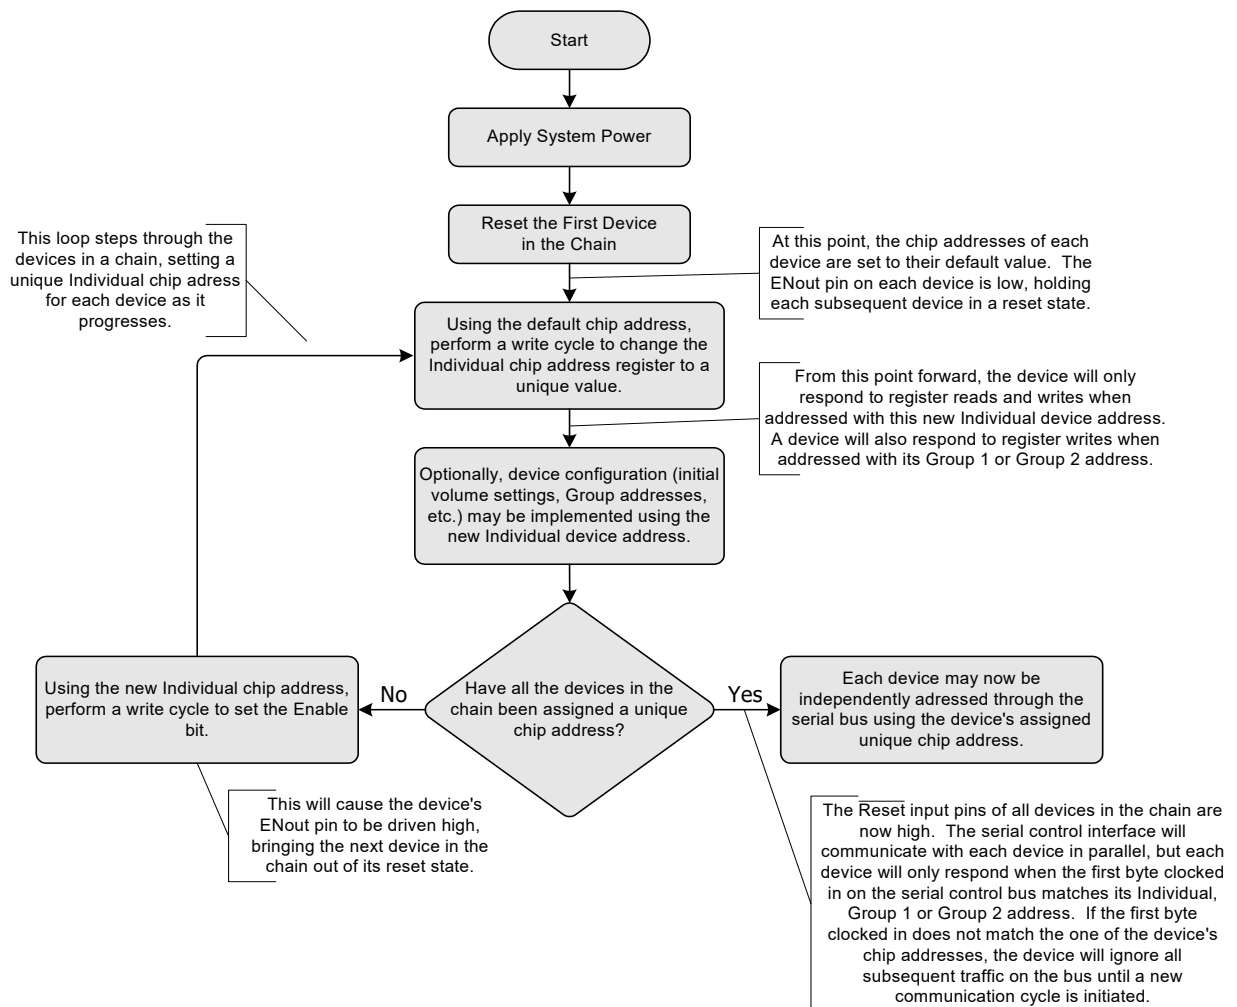 Start
Apply System Power
Reset the First Device
in the Chain
This loop steps through the
devices in a chain, setting a
unique Individual chip adress
for each device as it
progresses.
At this point, the chip addresses of each
device are set to their default value. The
ENout pin on each device is low, holding
each subsequent device in a reset state.
Using the default chip address,
perform a write cycle to change the
Individual chip address register to a
unique value.
From this point forward, the device will only
respond to register reads and writes when
addressed with this new Individual device address.
A device will also respond to register writes when
addressed with its Group 1 or Group 2 address.
Optionally, device configuration (initial
volume settings, Group addresses,
etc.) may be implemented using the
new Individual device address.
Using the new Individual chip address,
perform a write cycle to set the Enable
bit.
No
Have all the devices in the
chain been assigned a unique
chip address?
Yes
Each device may now be
independently adressed through the
serial bus using the device's assigned
unique chip address.
This will cause the device's
ENout pin to be driven high,
bringing the next device in the
chain out of its reset state.
The Reset input pins of all devices in the chain are
now high. The serial control interface will
communicate with each device in parallel, but each
device will only respond when the first byte clocked
in on the serial control bus matches its Individual,
Group 1 or Group 2 address. If the first byte
clocked in does not match the one of the device's
chip addresses, the device will ignore all
subsequent traffic on the bus until a new
communication cycle is initiated.